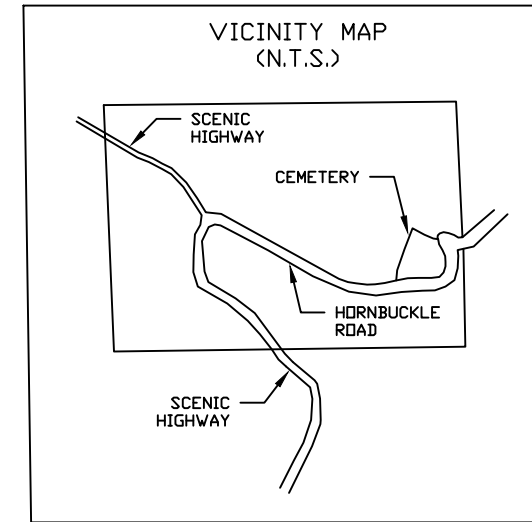 VICINITY MAP
(N.T.S.)
SCENIC
HIGHWAY
CEMETERY
HORNBUCKLE
ROAD
SCENIC
HIGHWAY